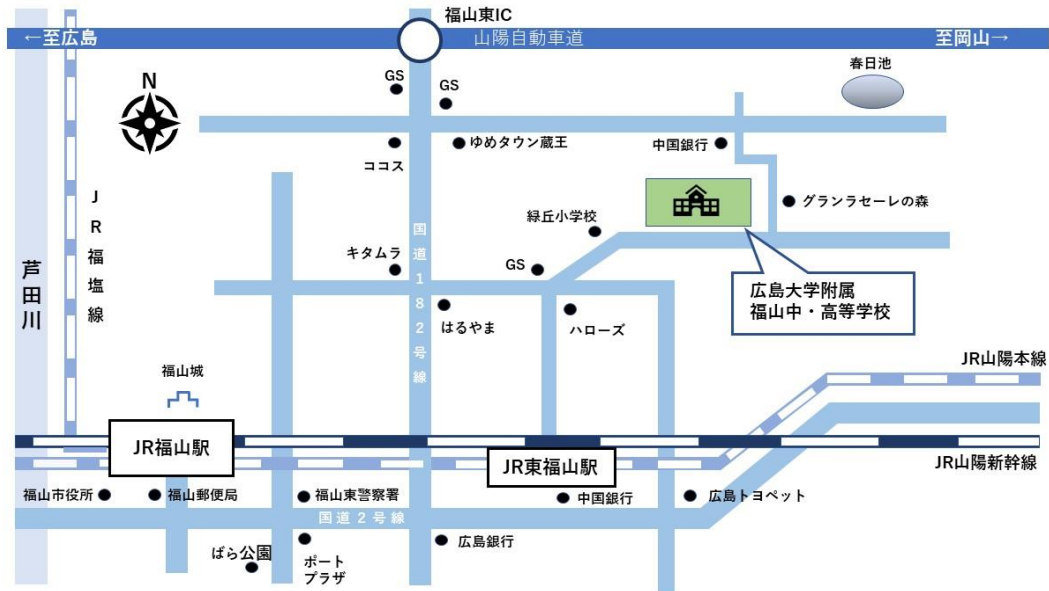 福山東IC
←至広島
山陽自動車道
至岡山→
春日池
N
GS
GS
ココス
ゆめタウン蔵王
中国銀行
グランラセーレの森
緑丘小学校
JR福塩線
芦田川
国道182号線
キタムラ
GS
はるやま
ハローズ
広島大学附属
福山中・高等学校
福山城
JR山陽本線
JR福山駅
JR東福山駅
JR山陽新幹線
福山市役所
福山郵便局
福山東警察署
中国銀行
広島トヨペット
国道2号線
広島銀行
ばら公園
ポート
プラザ